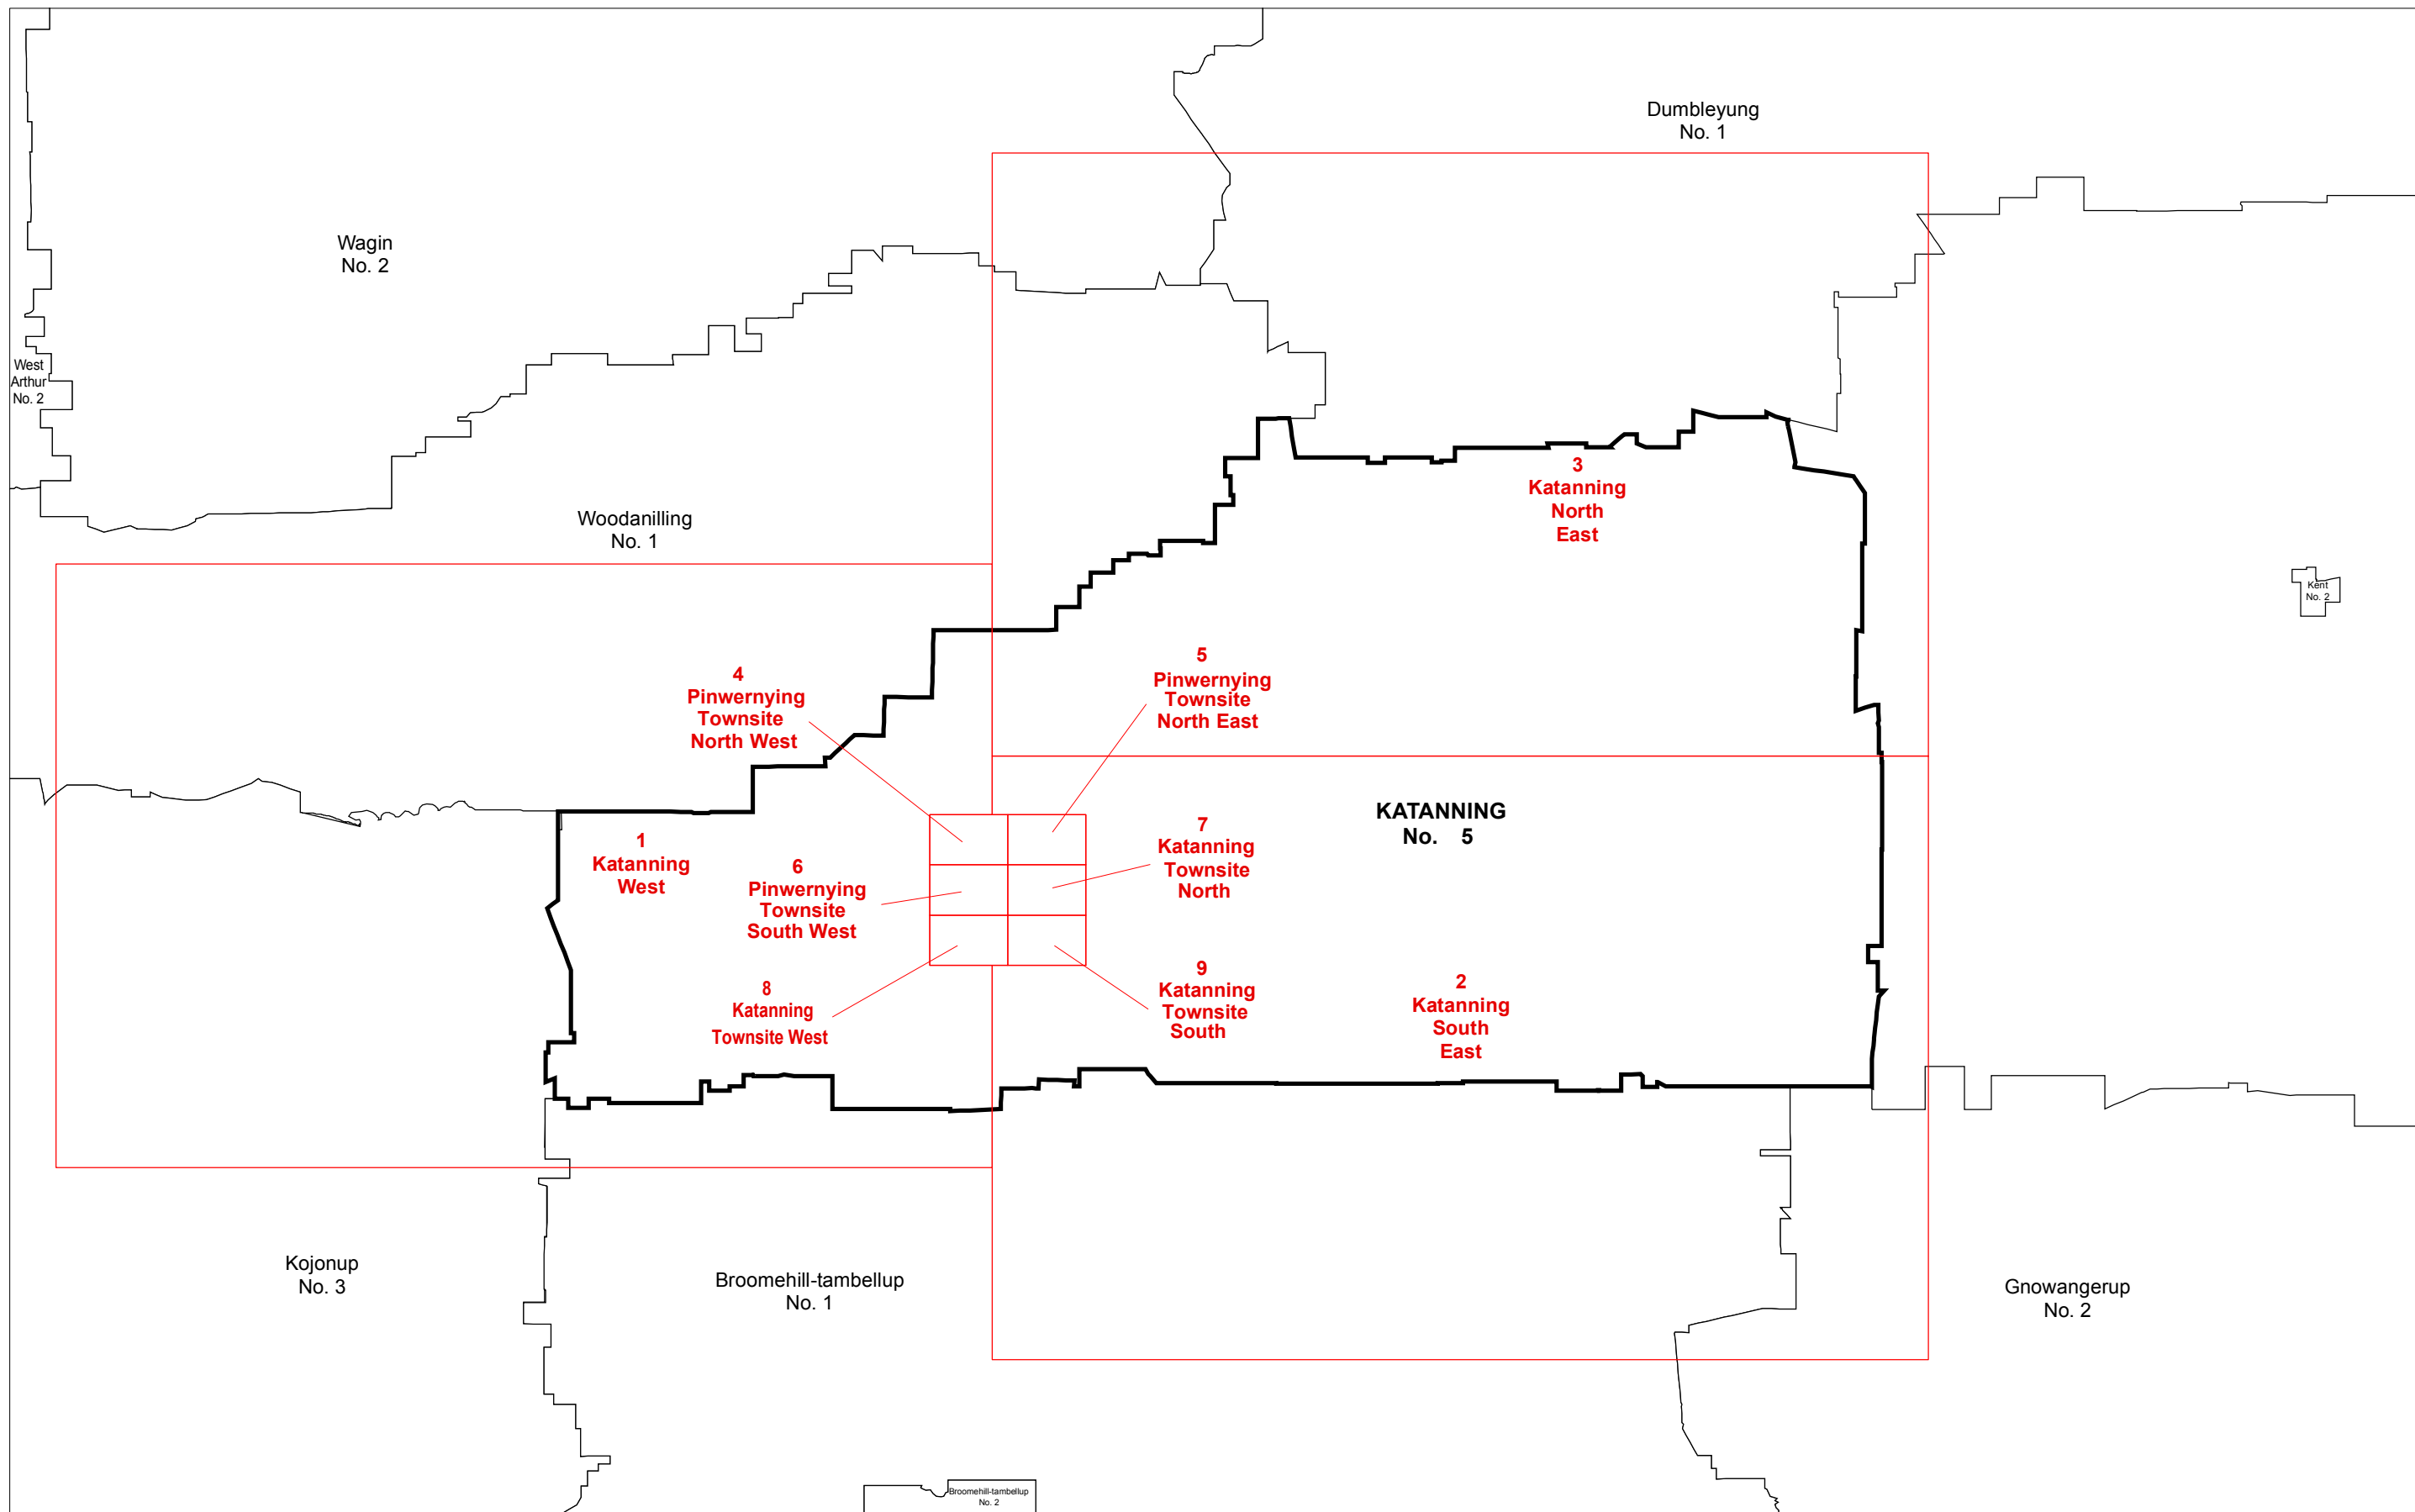 Dumbleyung
No. 1
Wagin
No. 2
West
Arthur
No. 2
3
Katanning
North
East
Woodanilling
No. 1
Kent
No. 2
4
Pinwernying
Townsite
North West
5
Pinwernying
Townsite
North East
KATANNING
No. 5
1
Katanning
West
6
Pinwernying
Townsite
South West
7
Katanning
Townsite
North
8
Katanning
Townsite West
9
Katanning
Townsite
South
2
Katanning
South
East
Kojonup
No. 3
Broomehill-tambellup
No. 1
Gnowangerup
No. 2
Broomehill-tambellup
No. 2